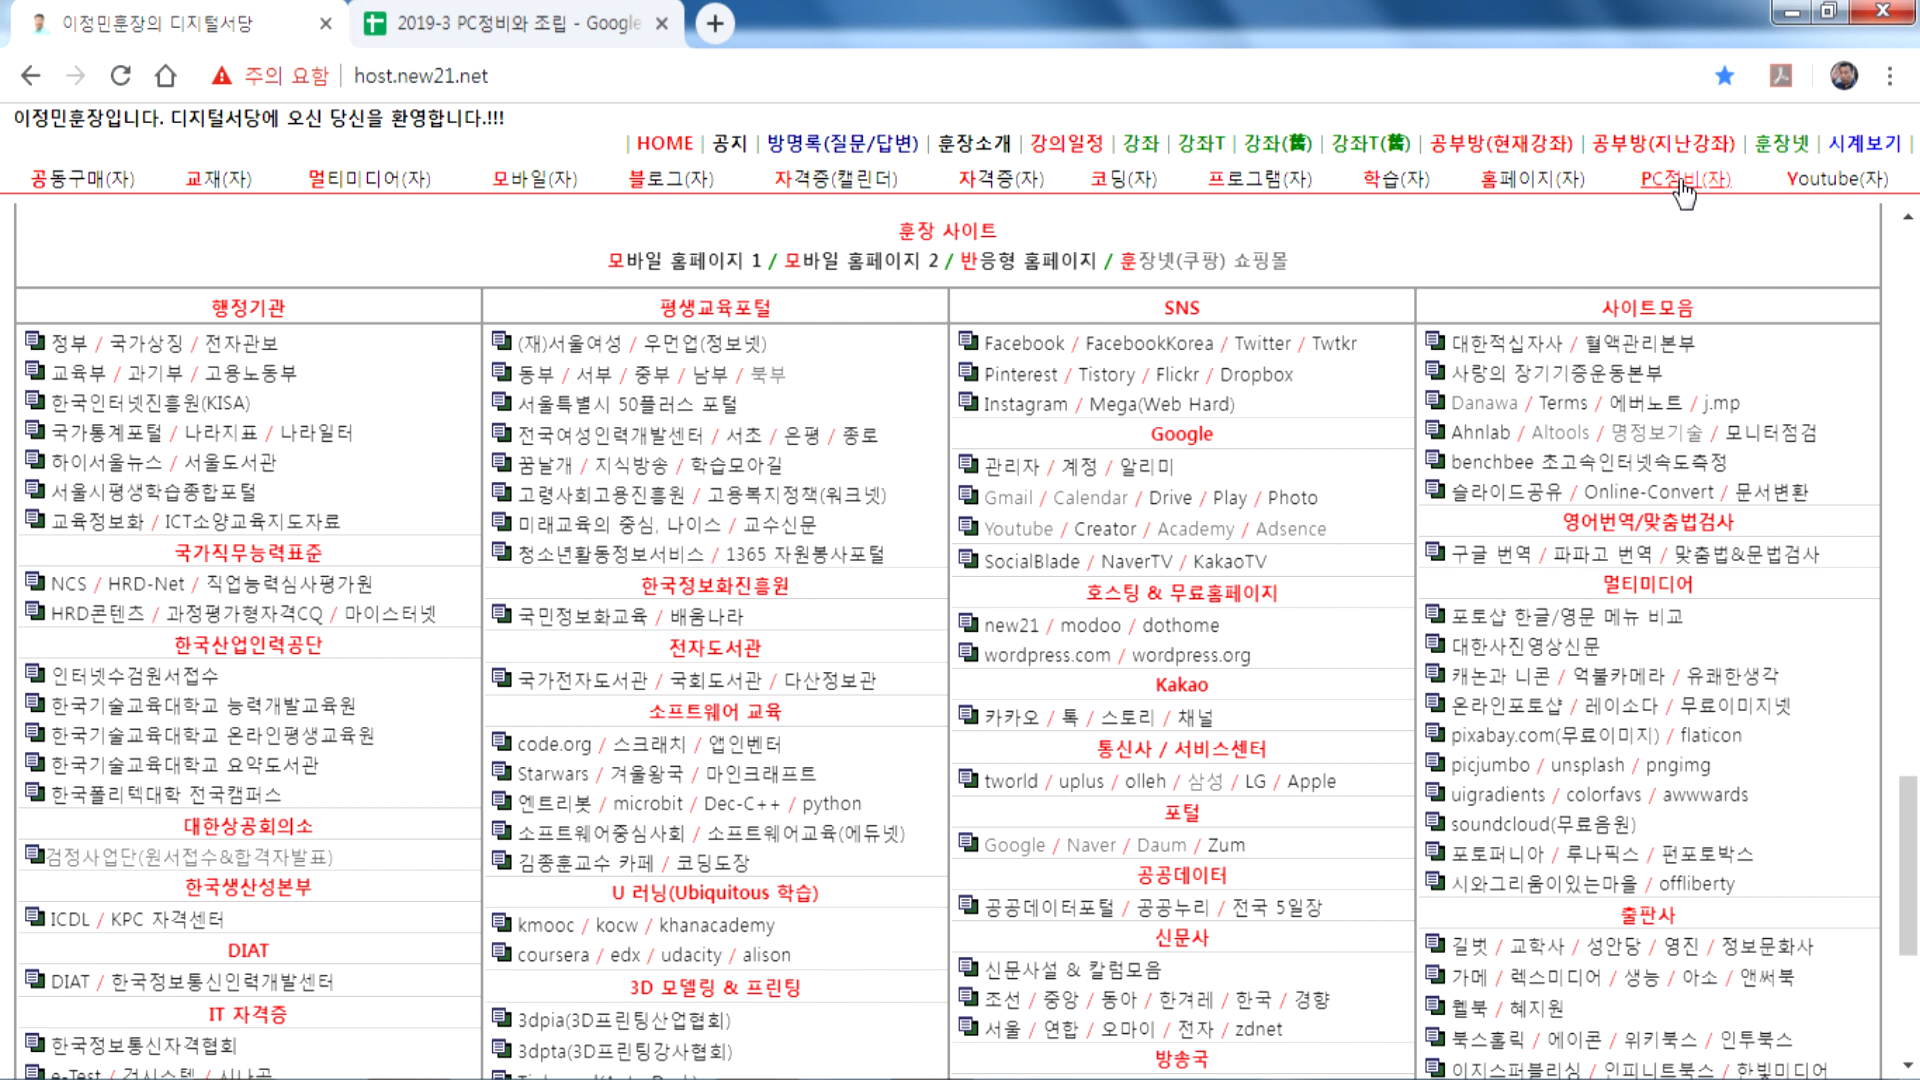 이정민훈장의 디지털서당
2019-3 PC정비와 조립 - Google
주의 요함 host.new21.net
이정민훈장입니다. 디지털서당에 오신 당신을 환영합니다.!!!
| HOME | 공지 | 방명록(질문/답변) | 훈장소개 | 강의일정 | 강좌 | 강좌T | 강좌(舊) | 강좌T(舊) | 공부방(현재강좌) | 공부방(지난강좌) | 훈장넷 | 시계보기 |
공동구매(자) 교재(자) 멀티미디어(자) 모바일(자) 블로그(자) 자격증(캘린더) 자격증(자) 코딩(자) 프로그램(자) 학습(자) 홈페이지(자) PC정비(자) Youtube(자)
훈장 사이트
모바일 홈페이지 1 / 모바일 홈페이지 2 / 반응형 홈페이지 / 훈장넷(쿠팡) 쇼핑몰
행정기관
정부 / 국가상징 / 전자관보
교육부 / 과기부 / 고용노동부
한국인터넷진흥원(KISA)
국가통계포털 / 나라지표 / 나라일터
하이서울뉴스 / 서울도서관
서울시평생학습종합포털
교육정보화 / ICT소양교육지도자료
국가직무능력표준
NCS / HRD-Net / 직업능력심사평가원
HRD콘텐츠 / 과정평가형자격CQ / 마이스터넷
한국산업인력공단
인터넷수검원서접수
한국기술교육대학교 능력개발교육원
한국기술교육대학교 온라인평생교육원
한국기술교육대학교 요약도서관
한국폴리텍대학 전국캠퍼스
대한상공회의소
검정사업단(원서접수&합격자발표)
한국생산성본부
ICDL / KPC 자격센터
DIAT
DIAT / 한국정보통신인력개발센터
IT 자격증
한국정보통신자격협회
e-Test / 검시스템 / 시나공
평생교육포털
(재)서울여성 / 우먼업(정보넷)
동부 / 서부 / 중부 / 남부 / 북부
서울특별시 50플러스 포털
전국여성인력개발센터 / 서초 / 은평 / 종로
꿈날개 / 지식방송 / 학습모아길
고령사회고용진흥원 / 고용복지정책(워크넷)
미래교육의 중심, 나이스 / 교수신문
청소년활동정보서비스 / 1365 자원봉사포털
한국정보화진흥원
국민정보화교육 / 배움나라
전자도서관
국가전자도서관 / 국회도서관 / 다산정보관
소프트웨어 교육
code.org / 스크래치 / 앱인벤터
Starwars / 겨울왕국 / 마인크래프트
엔트리봇 / microbit / Dec-C++ / python
소프트웨어중심사회 / 소프트웨어교육(에듀넷)
김종훈교수 카페 / 코딩도장
U 러닝(Ubiquitous 학습)
kmooc / kocw / khanacademy
coursera / edx / udacity / alison
3D 모델링 & 프린팅
3dpia(3D프린팅산업협회)
3dpta(3D프린팅강사협회)
SNS
Facebook / FacebookKorea / Twitter / Twtkr
Pinterest / Tistory / Flickr / Dropbox
Instagram / Mega(Web Hard)
Google
관리자 / 계정 / 알리미
Gmail / Calendar / Drive / Play / Photo
Youtube / Creator / Academy / Adsence
SocialBlade / NaverTV / KakaoTV
호스팅 & 무료홈페이지
new21 / modoo / dothome
wordpress.com / wordpress.org
Kakao
카카오 / 톡 / 스토리 / 채널
통신사 / 서비스센터
tworld / uplus / olleh / 삼성 / LG / Apple
포털
Google / Naver / Daum / Zum
공공데이터
공공데이터포털 / 공공누리 / 전국 5일장
신문사
신문사설 & 칼럼모음
조선 / 중앙 / 동아 / 한겨레 / 한국 / 경향
서울 / 연합 / 오마이 / 전자 / zdnet
방송국
사이트모음
대한적십자사 / 혈액관리본부
사랑의 장기기증운동본부
Danawa / Terms / 에버노트 / j.mp
Ahnlab / Altools / 명정보기술 / 모니터점검
benchbee 초고속인터넷속도측정
슬라이드공유 / Online-Convert / 문서변환
영어번역/맞춤법검사
구글 번역 / 파파고 번역 / 맞춤법&문법검사
멀티미디어
포토샵 한글/영문 메뉴 비교
대한사진영상신문
캐논과 니콘 / 억불카메라 / 유쾌한생각
온라인포토샵 / 레이소다 / 무료이미지넷
pixabay.com(무료이미지) / flaticon
picjumbo / unsplash / pngimg
uigradients / colorfavs / awwwards
soundcloud(무료음원)
포토퍼니아 / 루나픽스 / 펀포토박스
시와그리움이있는마을 / offliberty
출판사
길벗 / 교학사 / 성안당 / 영진 / 정보문화사
가메 / 렉스미디어 / 생능 / 아소 / 앤써북
웰북 / 혜지원
북스홀릭 / 에이콘 / 위키북스 / 인투북스
이지스퍼블리싱 / 인피니트북스 / 한빛미디어